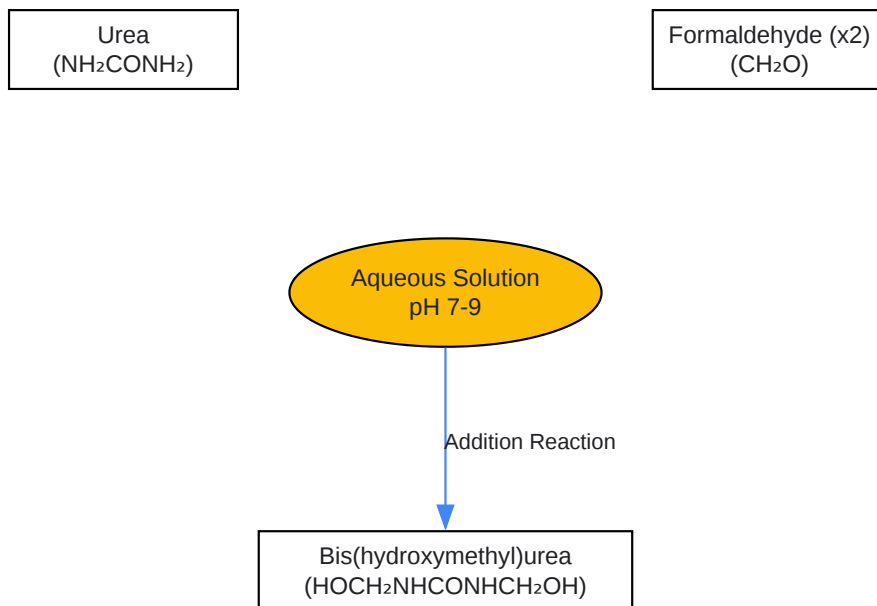 Urea
(NH₂CONH₂)
Formaldehyde (x2)
(CH₂O)
Aqueous Solution
pH 7-9
Addition Reaction
Bis(hydroxymethyl)urea
(HOCH₂NHCONHCH₂OH)